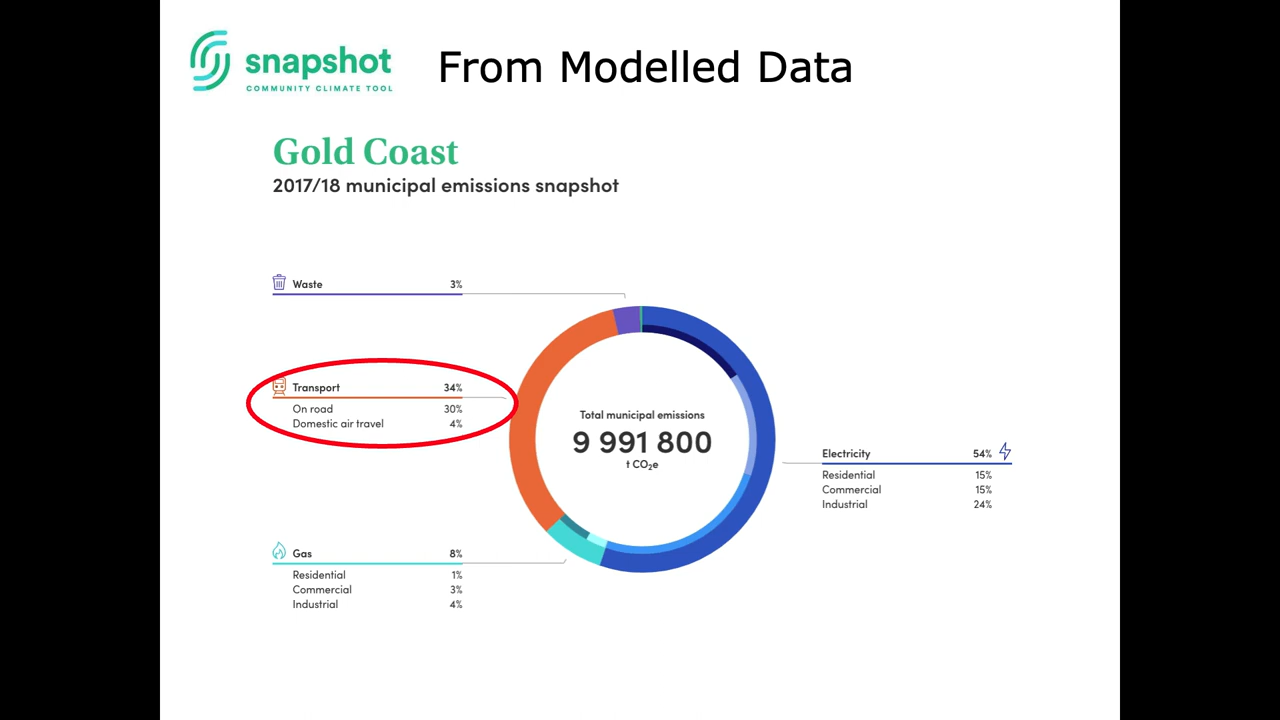 snapshot
COMMUNITY CLIMATE TOOL
From Modelled Data
Gold Coast
2017/18 municipal emissions snapshot
Waste 3%
Transport 34%
On road 30%
Domestic air travel 4%
Total municipal emissions
9 991 800
t CO₂e
Electricity 54%
Residential 15%
Commercial 15%
Industrial 24%
Gas 8%
Residential 1%
Commercial 3%
Industrial 4%